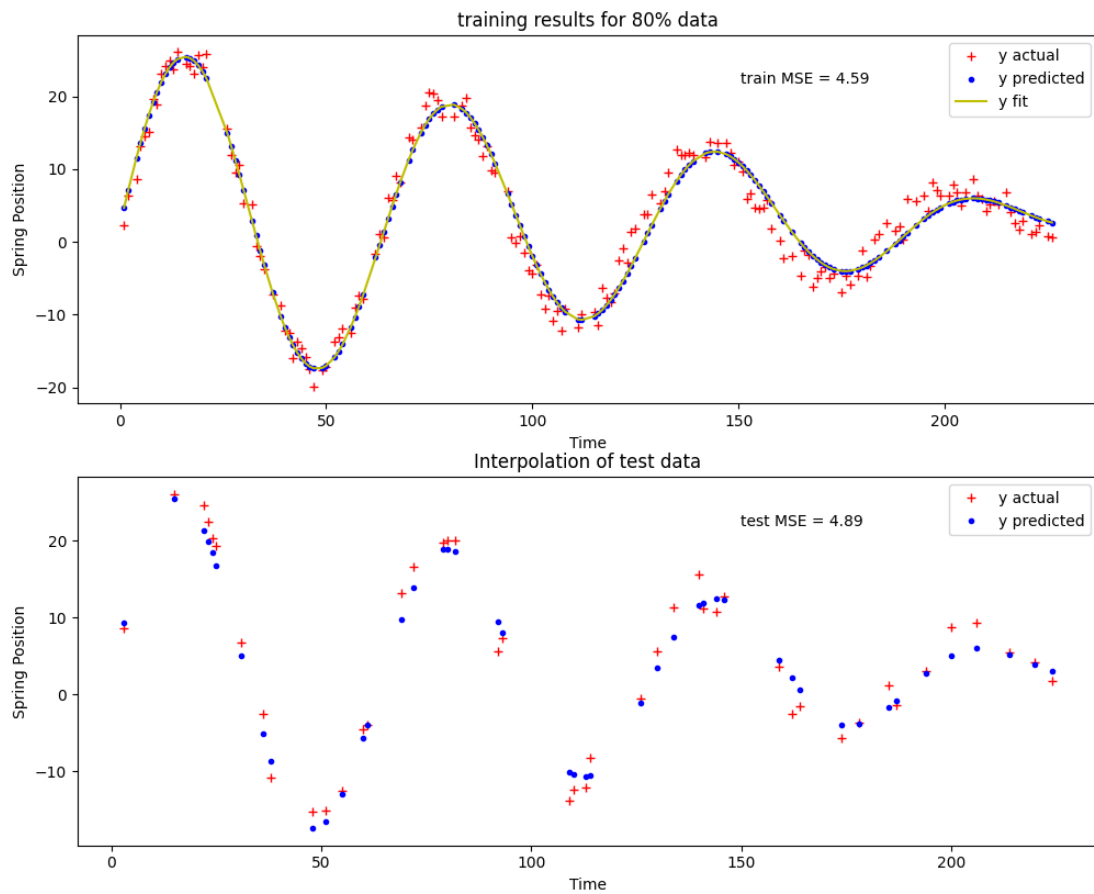 training results for 80% data
Spring Position
20
10
0
−10
−20
train MSE = 4.59
y actual
y predicted
y fit
0 50 100 150 200
Time
Interpolation of test data
Spring Position
20
10
0
−10
test MSE = 4.89
y actual
y predicted
0 50 100 150 200
Time